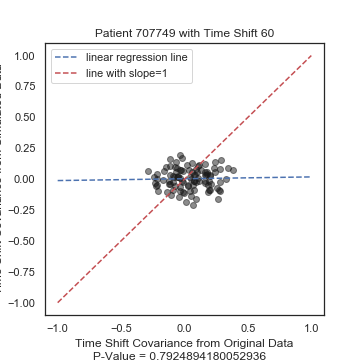 Patient 707749 with Time Shift 60
linear regression line
line with slope=1
1.00
0.75
0.50
0.25
0.00
−0.25
−0.50
−0.75
−1.00
−1.0
−0.5
0.0
0.5
1.0
Time Shift Covariance from Original Data
P-Value = 0.7924894180052936